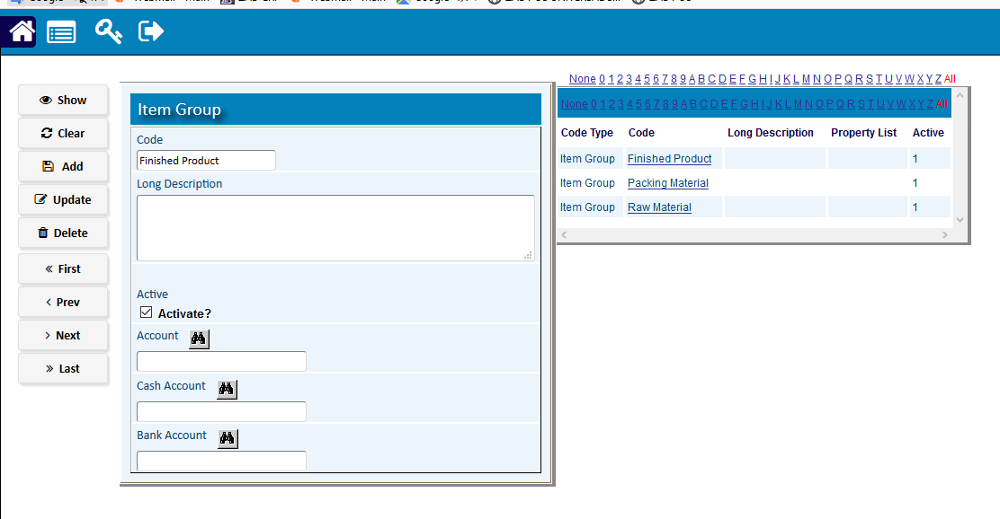 None 0 1 2 3 4 5 6 7 8 9 A B C D E F G H I J K L M N O P Q R S T U V W X Y Z All
Show
Clear
Add
Update
Delete
First
Prev
Next
Last
Item Group
Code
Finished Product
Long Description
Active
Activate?
Account
Cash Account
Bank Account
None 0 1 2 3 4 5 6 7 8 9 A B C D E F G H I J K L M N O P Q R S T U V W X Y Z All
Code Type Code Long Description Property List Active
Item Group Finished Product 1
Item Group Packing Material 1
Item Group Raw Material 1